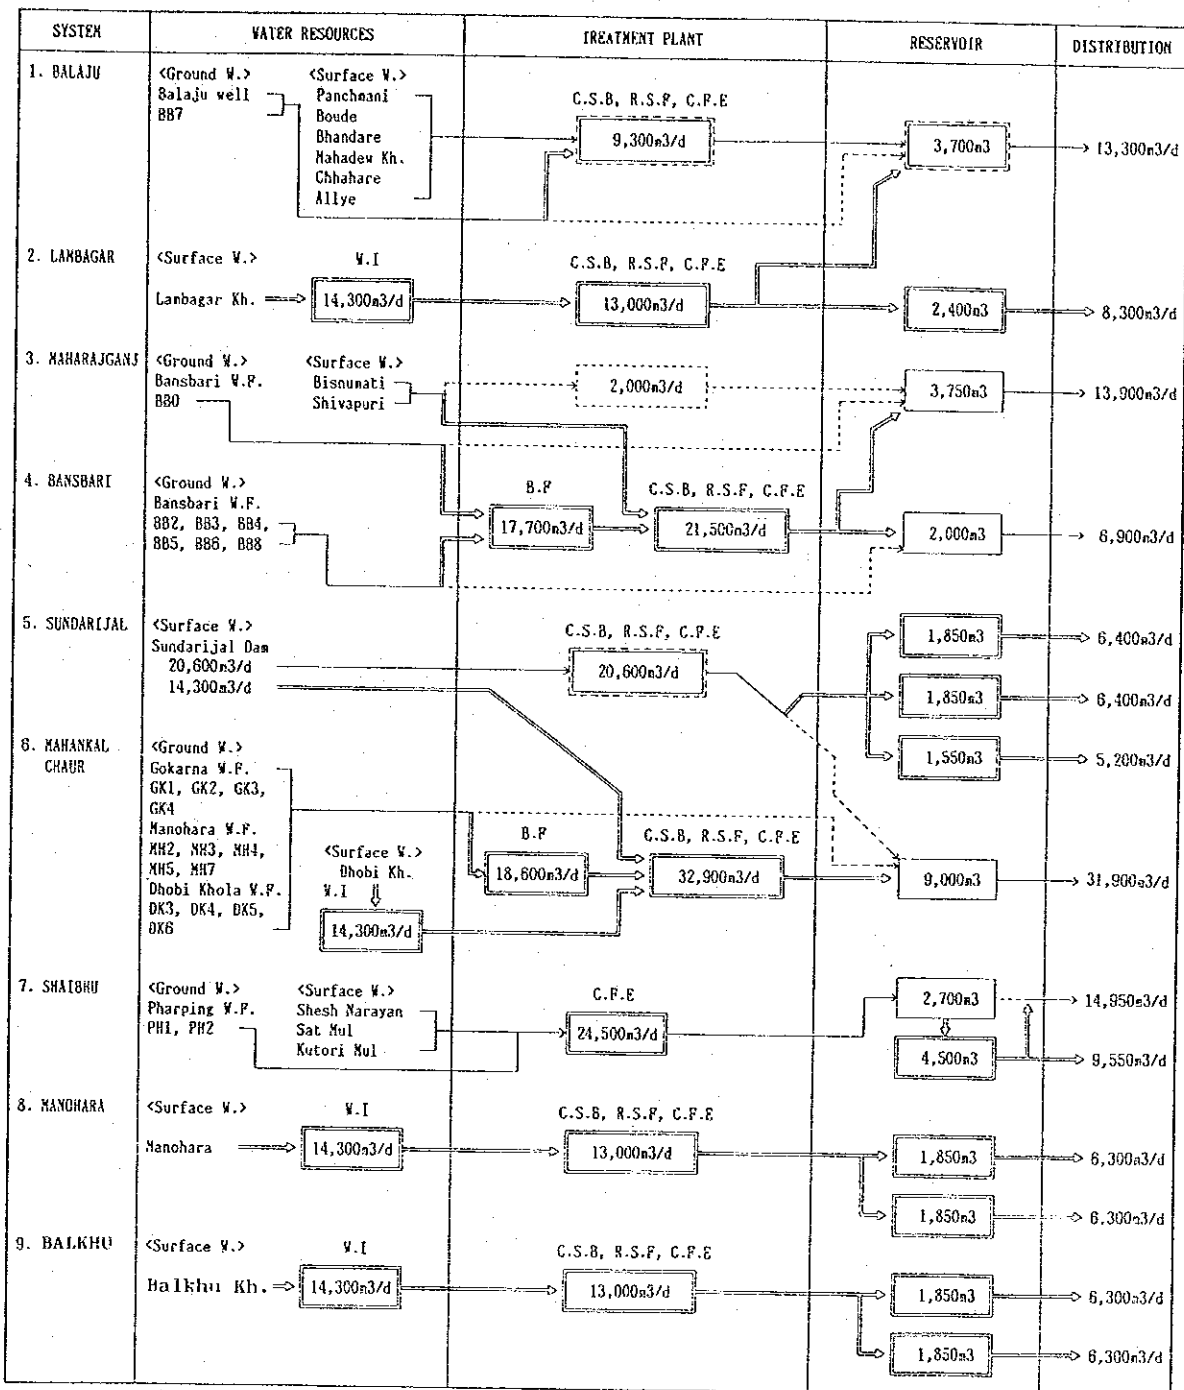 SYSTEM WATER RESOURCES TREATMENT PLANT RESERVOIR DISTRIBUTION
1. BALAJU <Ground W.> <Surface W.>
Balaju well Panchmani C.S.B, R.S.F, C.F.E
BB7 Boude
Bhandare 9,300m3/d 3,700m3 13,300m3/d
Mahadew Kh.
Chhahare
Allye
2. LAMBAGAR <Surface W.> W.I C.S.B, R.S.F, C.F.E
Lambagar Kh. 14,300m3/d 13,000m3/d 2,400m3 8,300m3/d
3. MAHARAJGANJ <Ground W.> <Surface W.>
Bansbari W.F. Bisnumati 2,000m3/d 3,750m3 13,900m3/d
BB0 Shivapuri
4. BANSBARI <Ground W.> B.F C.S.B, R.S.F, C.F.E
Bansbari W.F.
BB2, BB3, BB4, 17,700m3/d 21,500m3/d 2,000m3 6,900m3/d
BB5, BB6, BB8
5. SUNDARIJAL <Surface W.> C.S.B, R.S.F, C.F.E 1,850m3 6,400m3/d
Sundarijal Dam
20,600m3/d 20,600m3/d
14,300m3/d 1,850m3 6,400m3/d
6. MAHANKAL <Ground W.> 1,550m3 5,200m3/d
CHAUR Gokarna W.F.
GK1, GK2, GK3,
GK4
Manohara W.F. B.F C.S.B, R.S.F, C.F.E
MH2, MH3, MH4, <Surface W.>
MH5, MH7 Dhobi Kh. 18,600m3/d 32,900m3/d 9,000m3 31,900m3/d
Dhobi Khola W.F. W.I
DK3, DK4, DK5,
DK6 14,300m3/d
7. SHAIBHU <Ground W.> <Surface W.> C.F.E 2,700m3 14,950m3/d
Pharping W.F. Shesh Narayan
PH1, PH2 Sat Mul 24,500m3/d
Kutori Mul 4,500m3 9,550m3/d
8. MANOHARA <Surface W.> W.I C.S.B, R.S.F, C.F.E
Manohara 14,300m3/d 13,000m3/d 1,850m3 6,300m3/d
1,850m3 6,300m3/d
9. BALKHU <Surface W.> W.I C.S.B, R.S.F, C.F.E
Balkhu Kh. 14,300m3/d 13,000m3/d 1,850m3 6,300m3/d
1,850m3 6,300m3/d